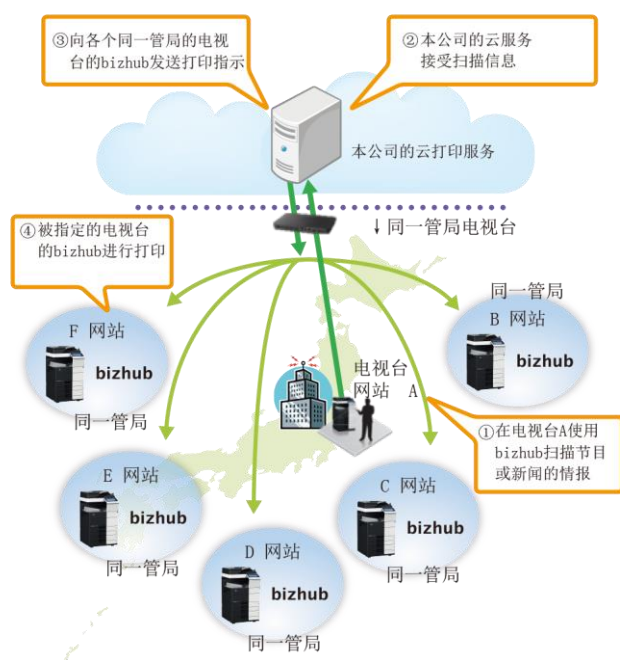 ③向各个同一管局的电视
台的bizhub发送打印指示
②本公司的云服务
接受扫描信息
本公司的云打印服务
↓同一管局电视台
④被指定的电视台
的bizhub进行打印
同一管局
B 网站
bizhub
F 网站
bizhub
同一管局
电视台
网站 A
①在电视台A使用
bizhub扫描节目
或新闻的情报
E 网站
bizhub
同一管局
C 网站
bizhub
同一管局
D 网站
bizhub
同一管局